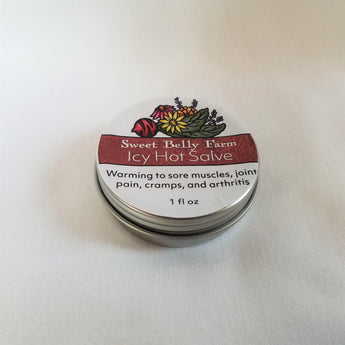 Sweet Belly Farm
Icy Hot Salve
Warming to sore muscles, joint
pain, cramps, and arthritis
1 fl oz